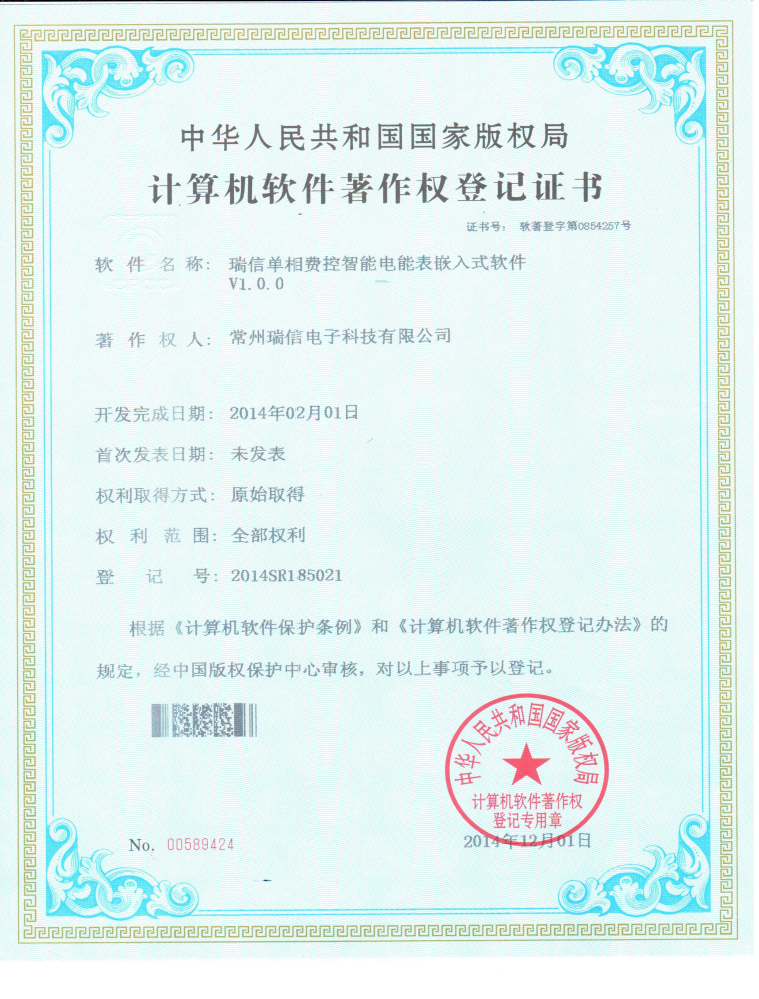 中华人民共和国国家版权局
计算机软件著作权登记证书
证书号： 软著登字第0854257号
软件名称： 瑞信单相费控智能电能表嵌入式软件
V1.0.0
著作权人： 常州瑞信电子科技有限公司
开发完成日期： 2014年02月01日
首次发表日期： 未发表
权利取得方式： 原始取得
权利范围： 全部权利
登记号： 2014SR185021
根据《计算机软件保护条例》和《计算机软件著作权登记办法》的
规定，经中国版权保护中心审核，对以上事项予以登记。
中华人民共和国国家版权局
计算机软件著作权
登记专用章
No. 00589424
2014年12月01日